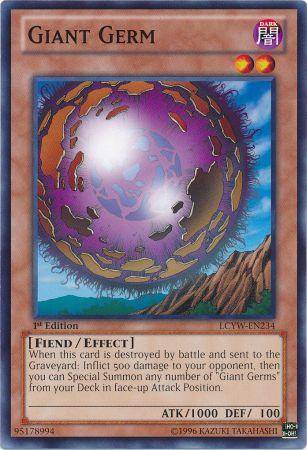 GIANT GERM
DARK
闇
1st Edition
LCYW-EN234
[FIEND / EFFECT]
When this card is destroyed by battle and sent to the
Graveyard: Inflict 500 damage to your opponent, then
you can Special Summon any number of "Giant Germs"
from your Deck in face-up Attack Position.
ATK/1000 DEF/ 100
95178994
©1996 KAZUKI TAKAHASHI